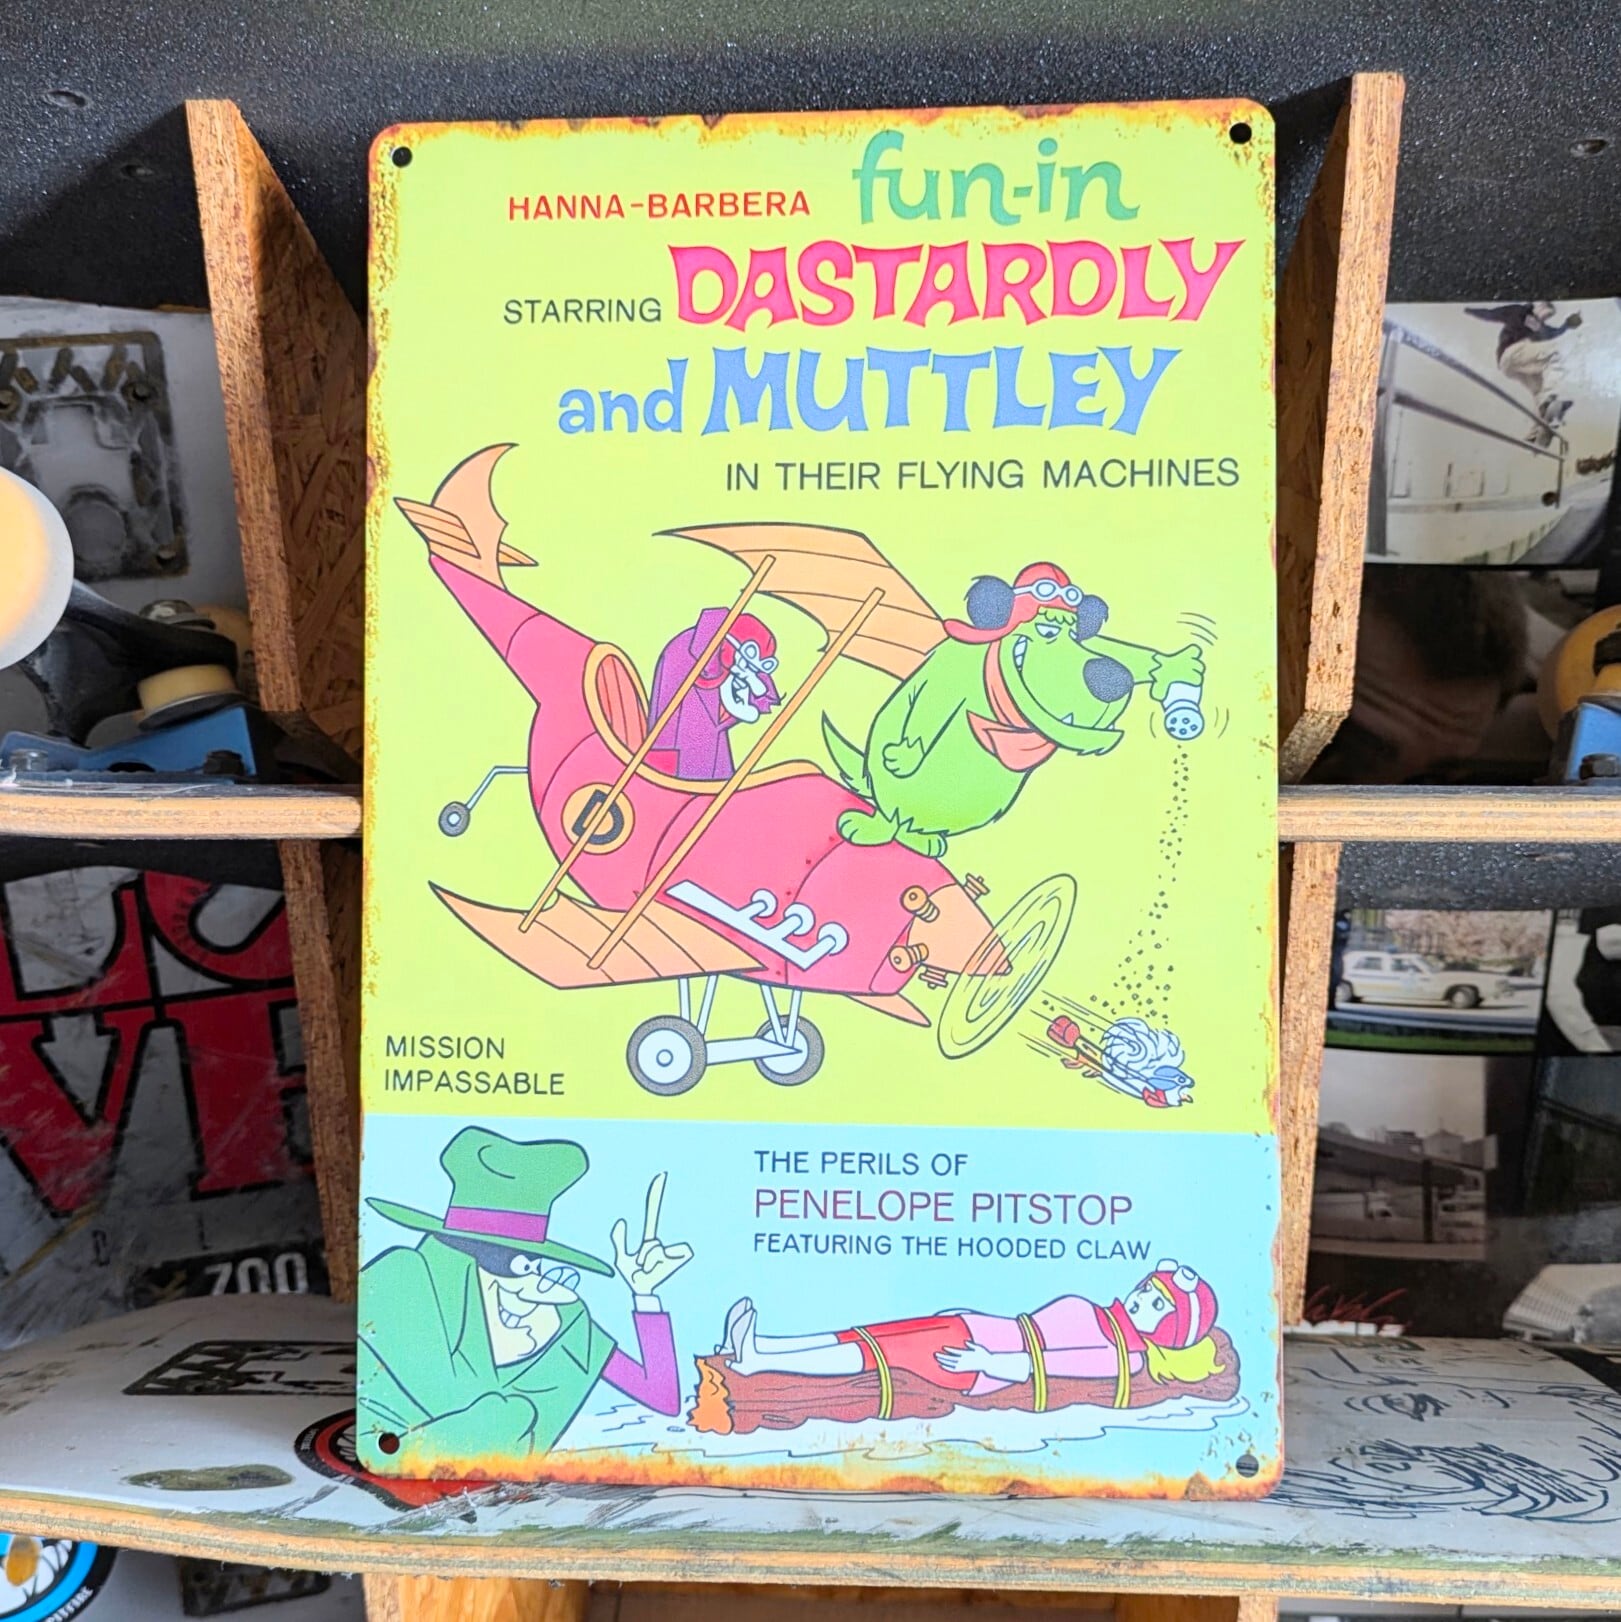 HANNA-BARBERA fun-in
STARRING DASTARDLY
and MUTTLEY
IN THEIR FLYING MACHINES
D
MISSION
IMPASSABLE
THE PERILS OF
PENELOPE PITSTOP
FEATURING THE HOODED CLAW
ZOO